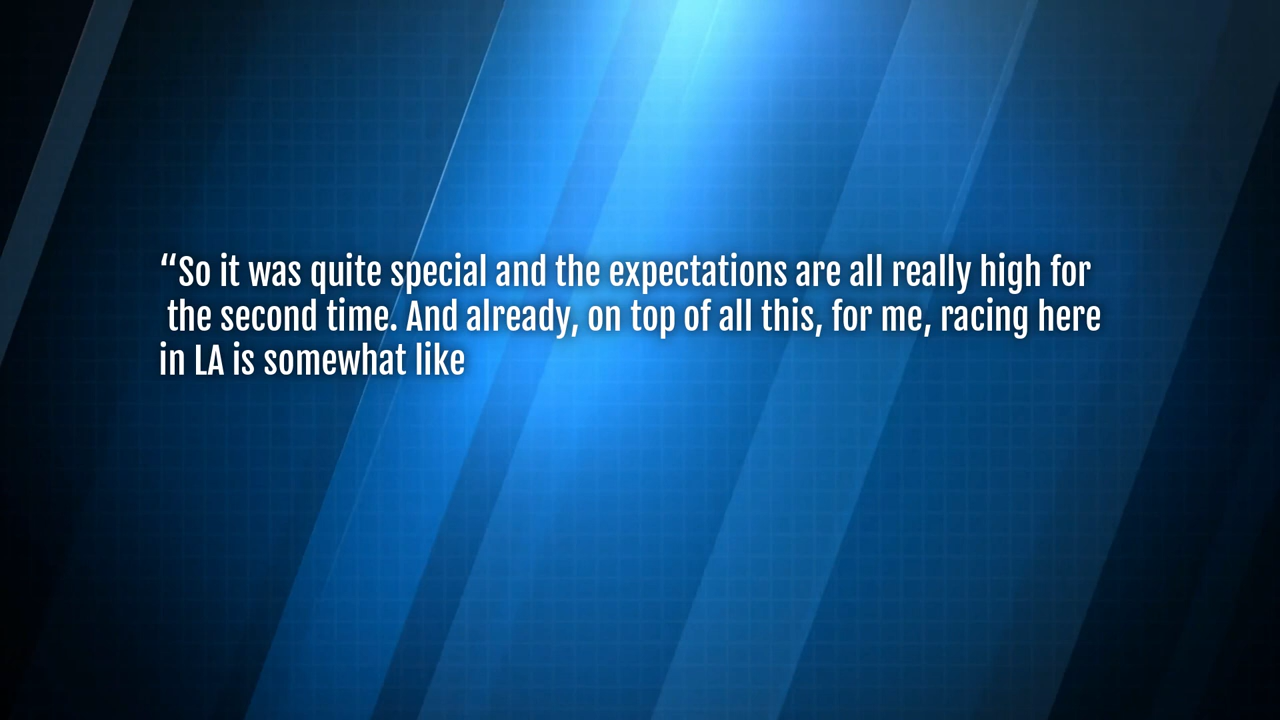 “So it was quite special and the expectations are all really high for
the second time. And already, on top of all this, for me, racing here
in LA is somewhat like